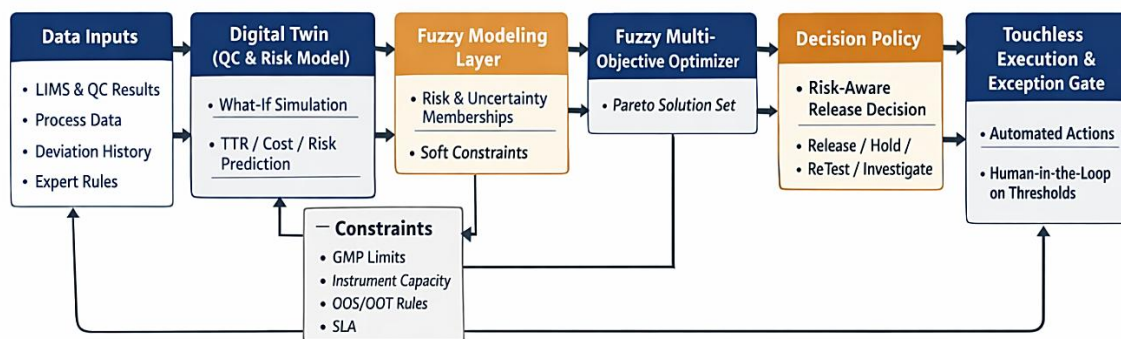 Data Inputs
• LIMS & QC Results
• Process Data
• Deviation History
• Expert Rules
Digital Twin
(QC & Risk Model)
• What-If Simulation
• TTR / Cost / Risk
Prediction
Fuzzy Modeling
Layer
• Risk & Uncertainty
Memberships
• Soft Constraints
Fuzzy Multi-
Objective Optimizer
• Pareto Solution Set
Decision Policy
• Risk-Aware
Release Decision
• Release / Hold /
• ReTest / Investigate
Touchless
Execution &
Exception Gate
• Automated Actions
• Human-in-the-Loop
on Thresholds
— Constraints
• GMP Limits
• Instrument Capacity
• OOS/OOT Rules
• SLA